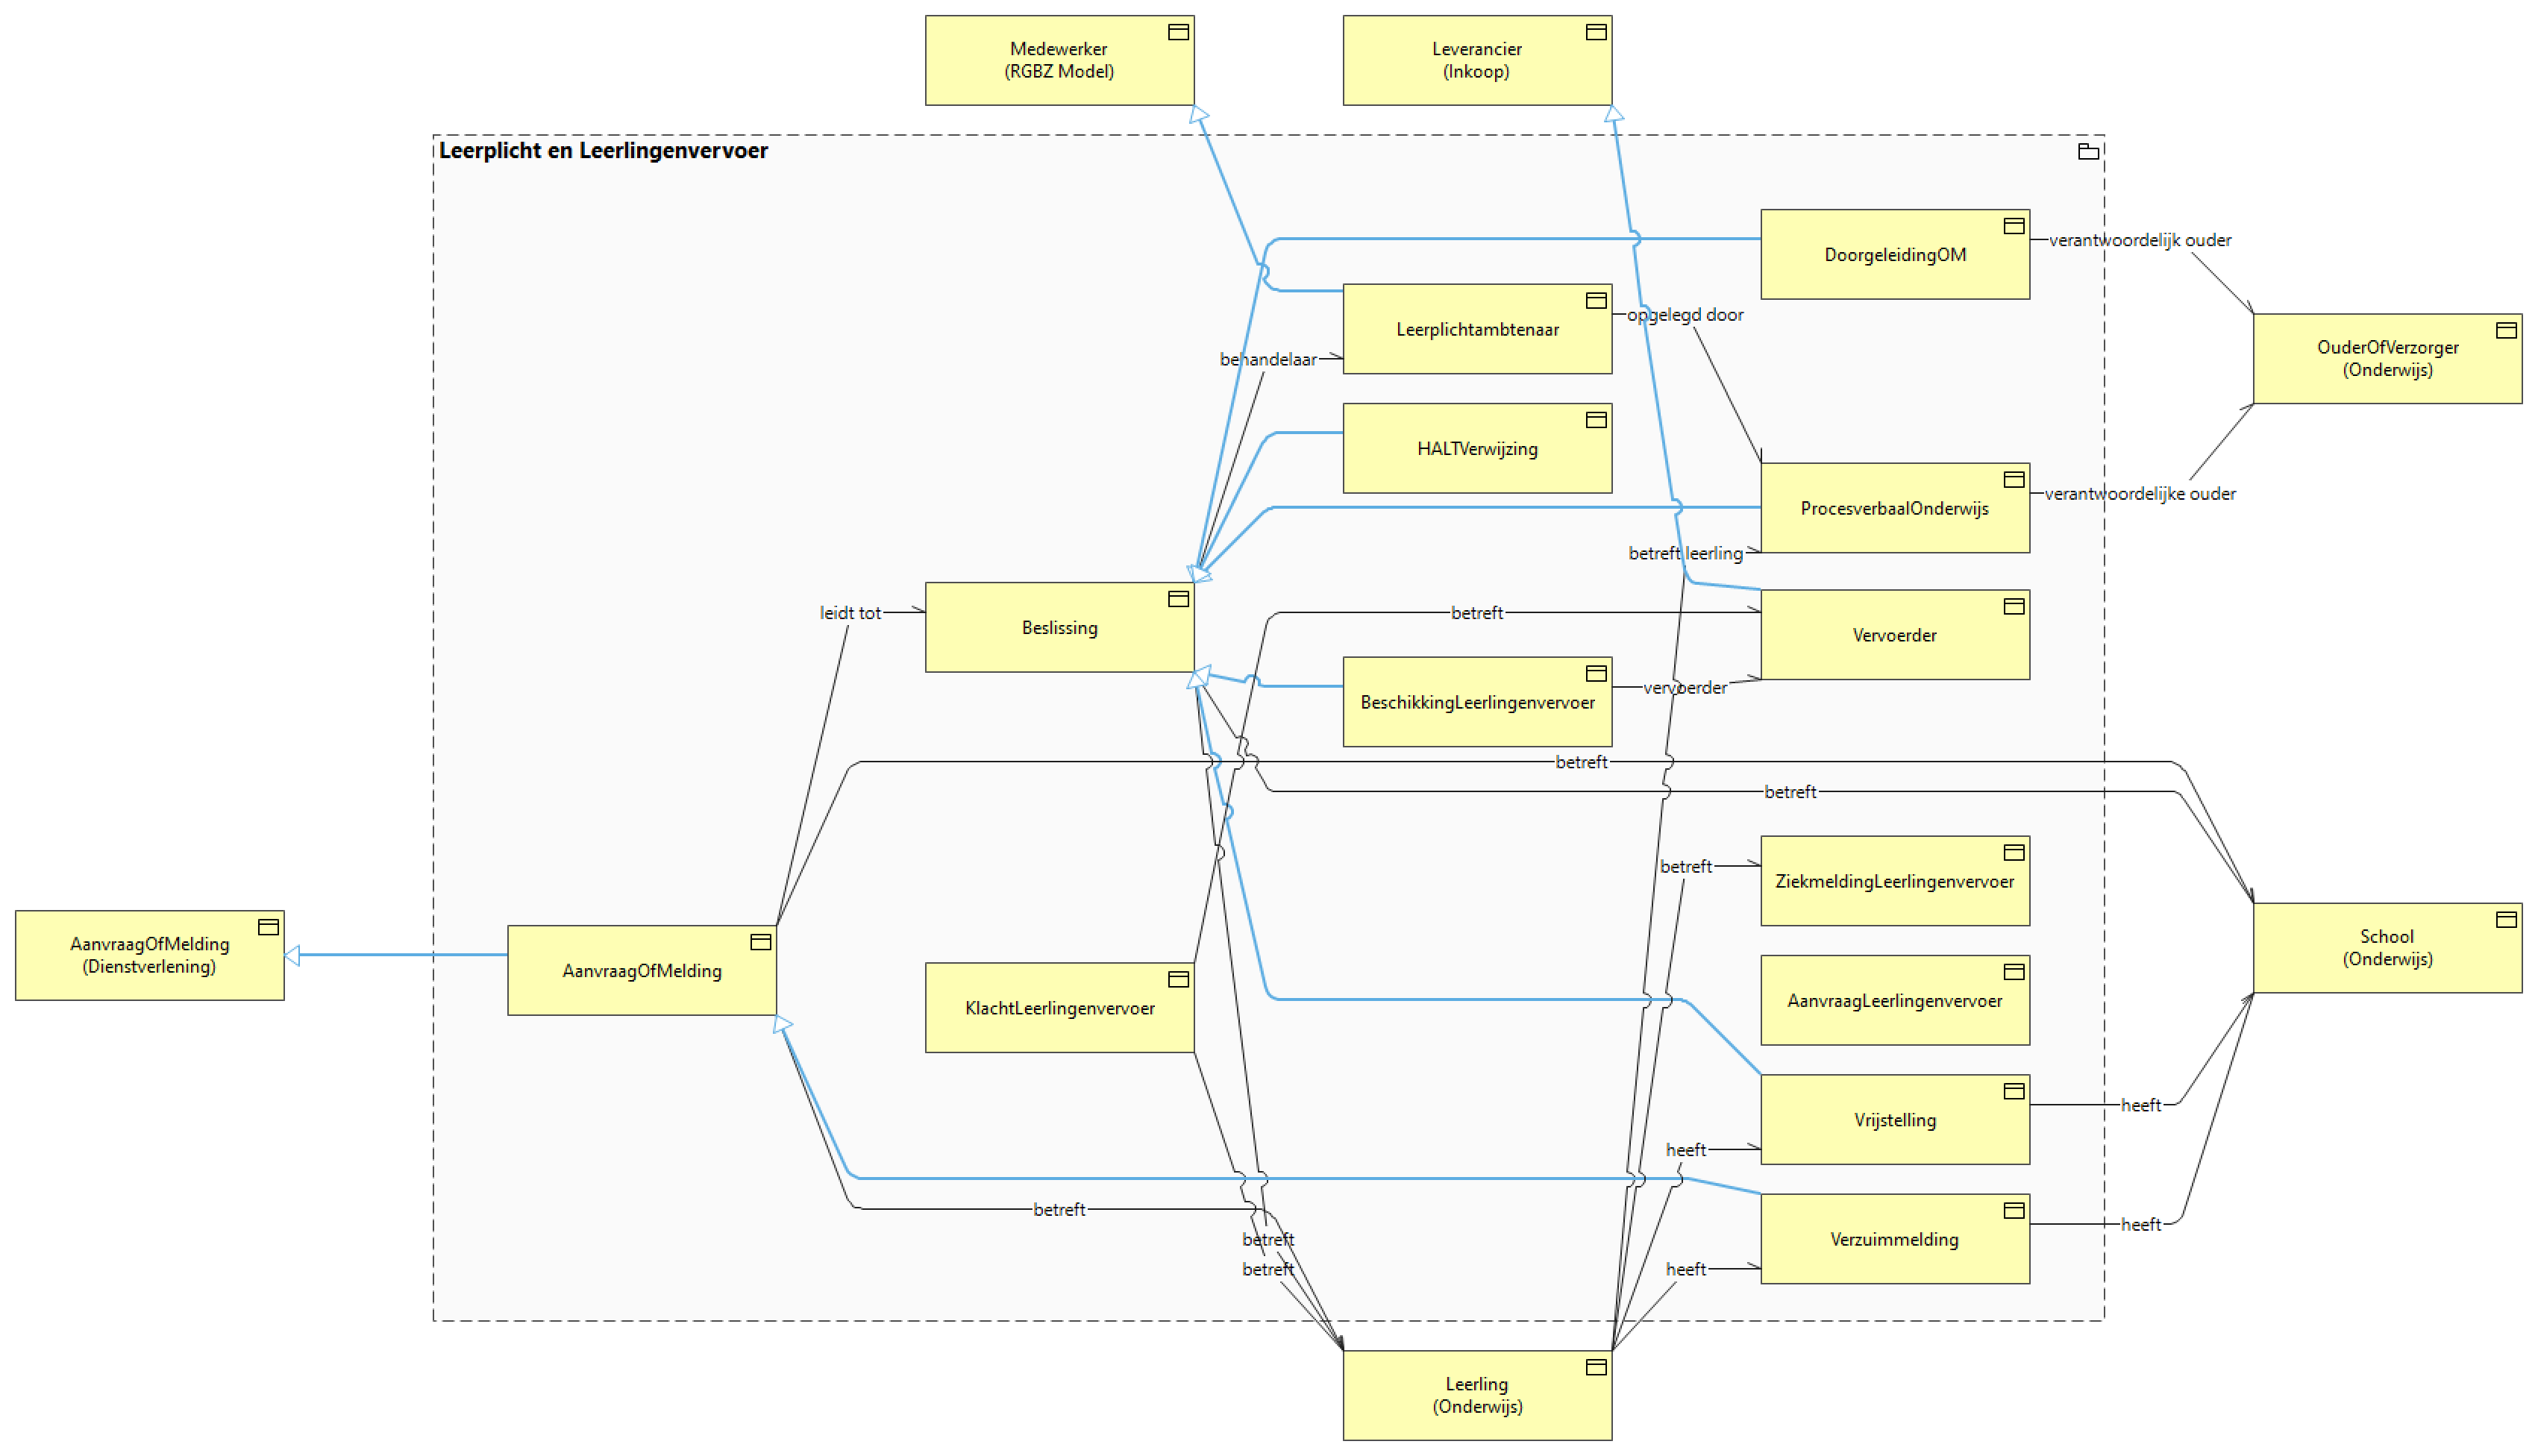 Medewerker
(RGBZ Model)
Leverancier
(Inkoop)
Leerplicht en Leerlingenvervoer
DoorgeleidingOM
verantwoordelijk ouder
Leerplichtambtenaar
opgelegd door
behandelaar
OuderOfVerzorger
(Onderwijs)
HALTVerwijzing
ProcesverbaalOnderwijs
verantwoordelijke ouder
betreft leerling
leidt tot
Beslissing
betreft
Vervoerder
BeschikkingLeerlingenvervoer
vervoerder
betreft
betreft
betreft
ZiekmeldingLeerlingenvervoer
AanvraagOfMelding
(Dienstverlening)
AanvraagOfMelding
KlachtLeerlingenvervoer
AanvraagLeerlingenvervoer
School
(Onderwijs)
Vrijstelling
heeft
heeft
betreft
betreft
betreft
Verzuimmelding
heeft
heeft
Leerling
(Onderwijs)